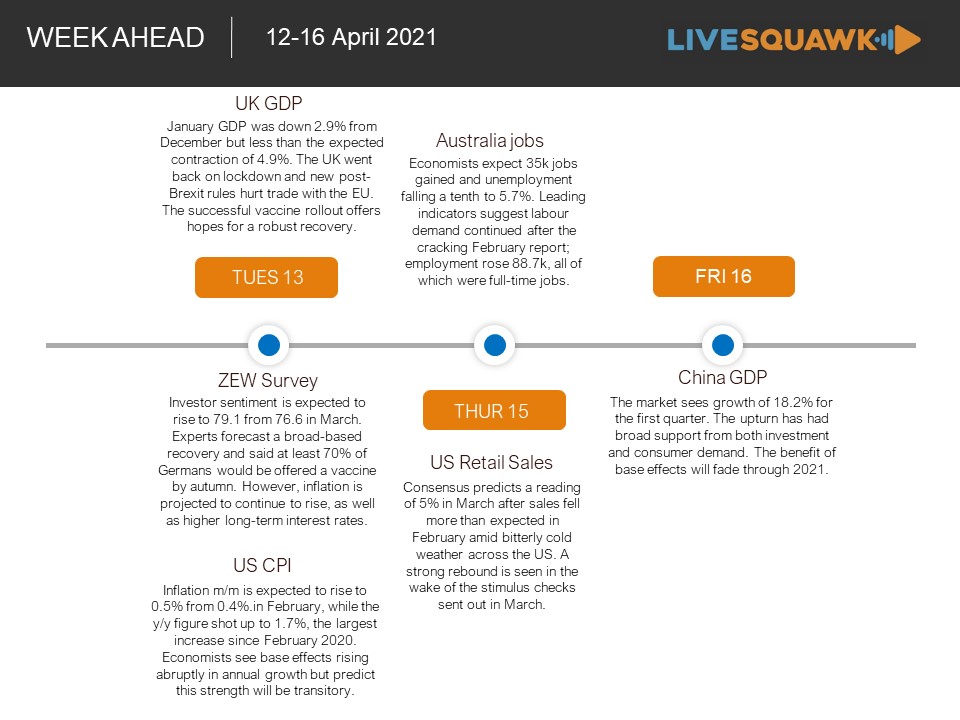 WEEK AHEAD
12-16 April 2021
LIVESQUAWK
UK GDP
January GDP was down 2.9% from
December but less than the expected
contraction of 4.9%. The UK went
back on lockdown and new post-
Brexit rules hurt trade with the EU.
The successful vaccine rollout offers
hopes for a robust recovery.
TUES 13
ZEW Survey
Investor sentiment is expected to
rise to 79.1 from 76.6 in March.
Experts forecast a broad-based
recovery and said at least 70% of
Germans would be offered a vaccine
by autumn. However, inflation is
projected to continue to rise, as well
as higher long-term interest rates.
US CPI
Inflation m/m is expected to rise to
0.5% from 0.4%.in February, while the
y/y figure shot up to 1.7%, the largest
increase since February 2020.
Economists see base effects rising
abruptly in annual growth but predict
this strength will be transitory.
Australia jobs
Economists expect 35k jobs
gained and unemployment
falling a tenth to 5.7%. Leading
indicators suggest labour
demand continued after the
cracking February report;
employment rose 88.7k, all of
which were full-time jobs.
THUR 15
US Retail Sales
Consensus predicts a reading
of 5% in March after sales fell
more than expected in
February amid bitterly cold
weather across the US. A
strong rebound is seen in the
wake of the stimulus checks
sent out in March.
FRI 16
China GDP
The market sees growth of 18.2% for
the first quarter. The upturn has had
broad support from both investment
and consumer demand. The benefit of
base effects will fade through 2021.